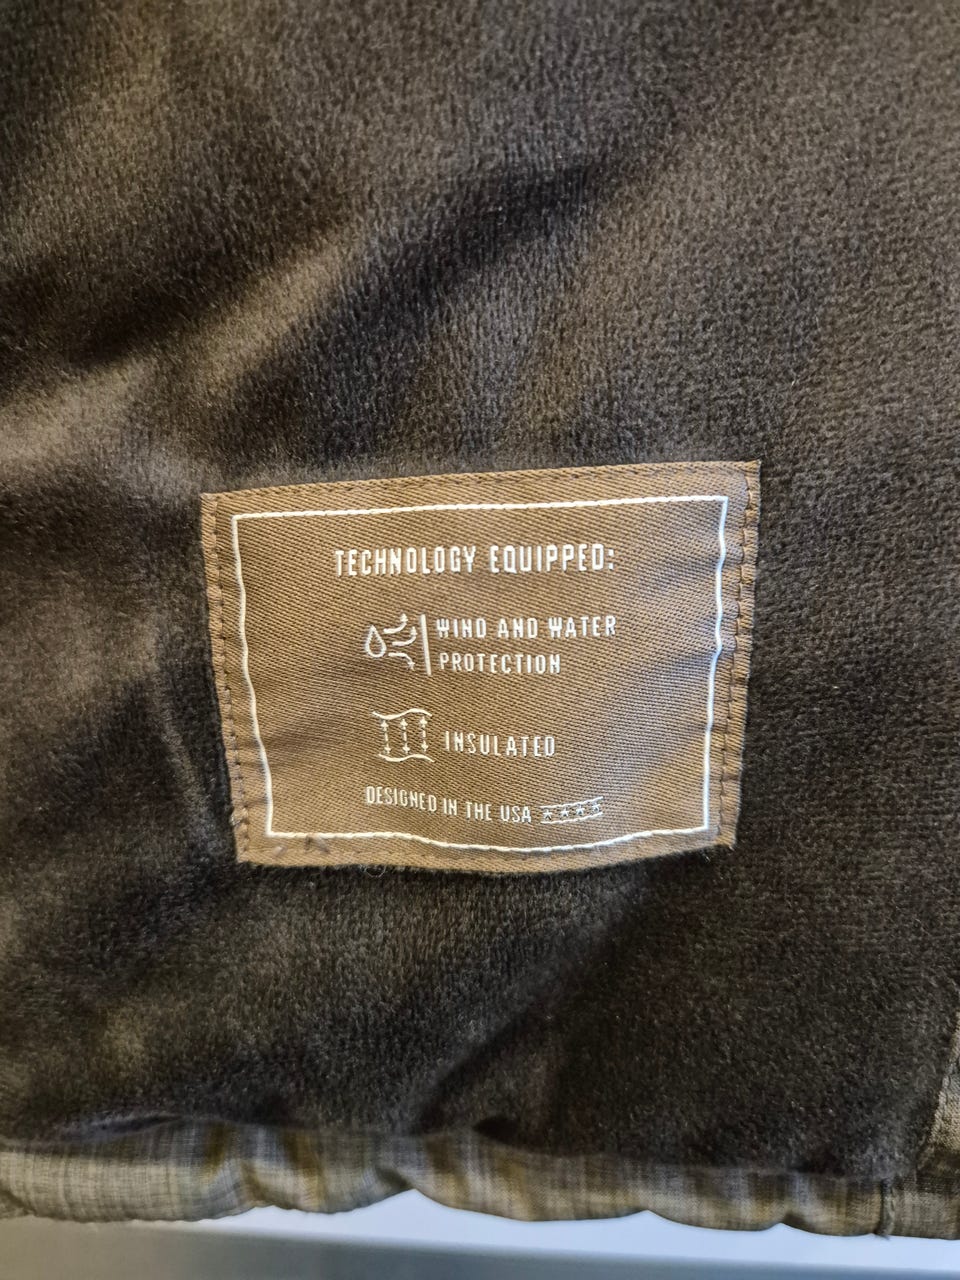 TECHNOLOGY EQUIPPED:
WIND AND WATER
PROTECTION
INSULATED
DESIGNED IN THE USA